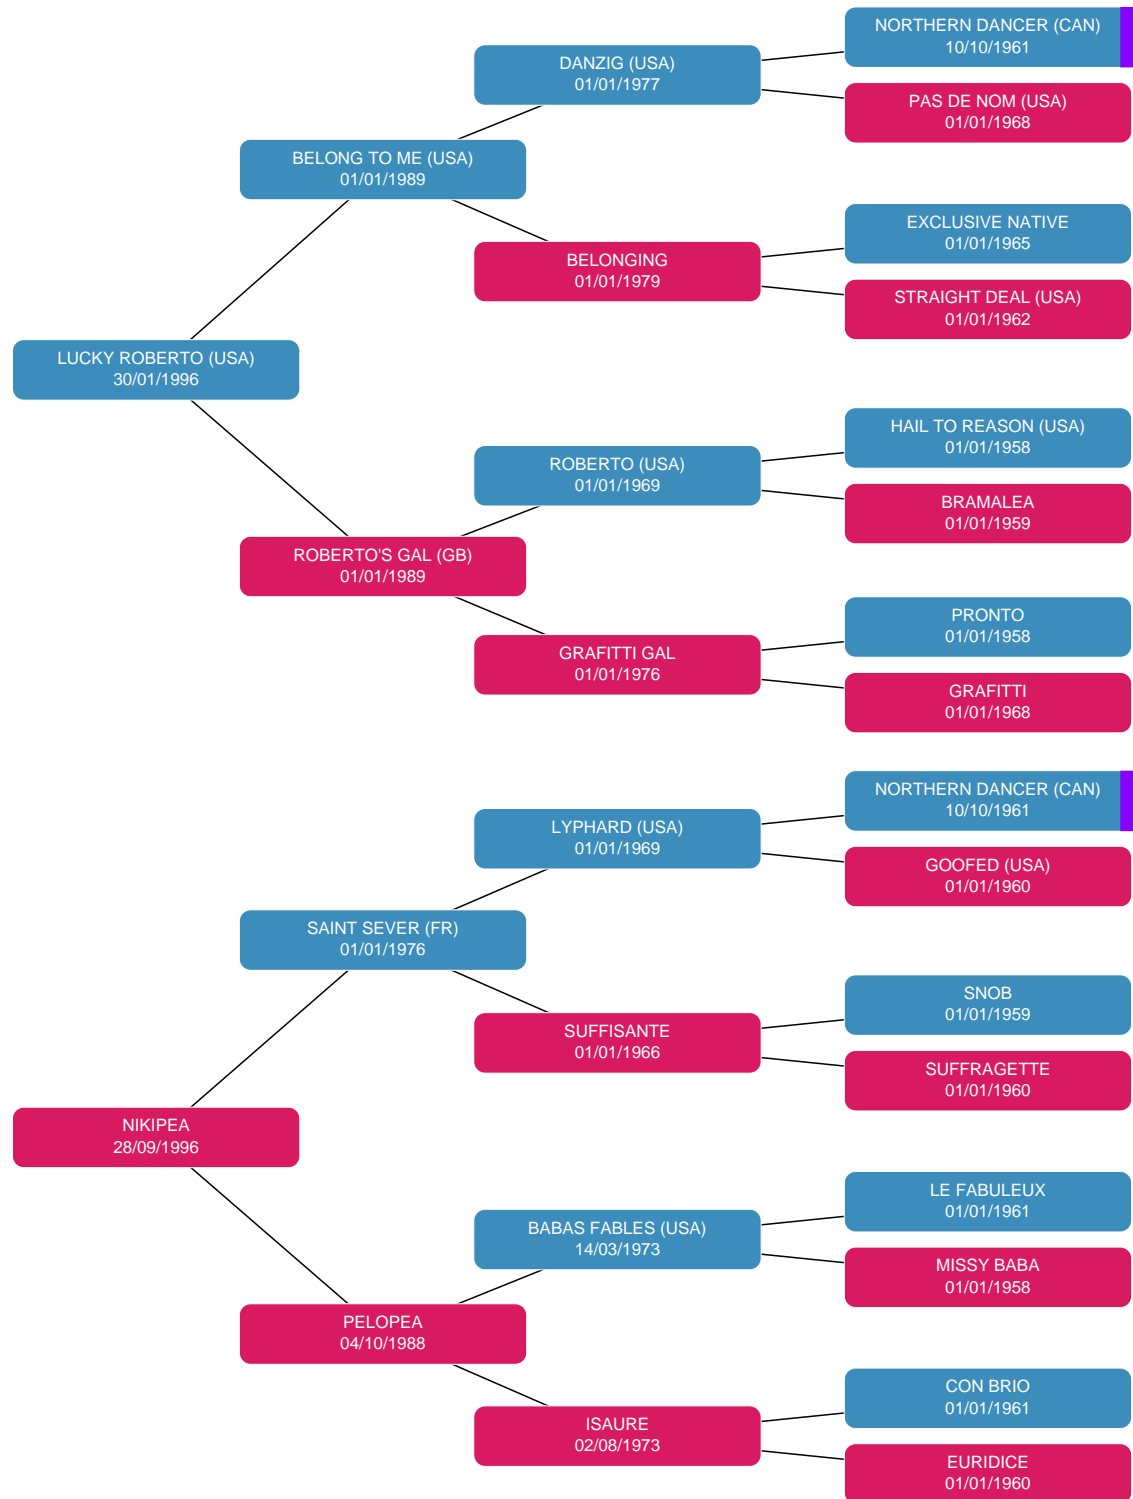 NORTHERN DANCER (CAN)
10/10/1961
DANZIG (USA)
01/01/1977
PAS DE NOM (USA)
01/01/1968
BELONG TO ME (USA)
01/01/1989
EXCLUSIVE NATIVE
01/01/1965
BELONGING
01/01/1979
STRAIGHT DEAL (USA)
01/01/1962
LUCKY ROBERTO (USA)
30/01/1996
HAIL TO REASON (USA)
01/01/1958
ROBERTO (USA)
01/01/1969
BRAMALEA
01/01/1959
ROBERTO'S GAL (GB)
01/01/1989
PRONTO
01/01/1958
GRAFITTI GAL
01/01/1976
GRAFITTI
01/01/1968
NORTHERN DANCER (CAN)
10/10/1961
LYPHARD (USA)
01/01/1969
GOOFED (USA)
01/01/1960
SAINT SEVER (FR)
01/01/1976
SNOB
01/01/1959
SUFFISANTE
01/01/1966
SUFFRAGETTE
01/01/1960
NIKIPEA
28/09/1996
LE FABULEUX
01/01/1961
BABAS FABLES (USA)
14/03/1973
MISSY BABA
01/01/1958
PELOPEA
04/10/1988
CON BRIO
01/01/1961
ISAURE
02/08/1973
EURIDICE
01/01/1960